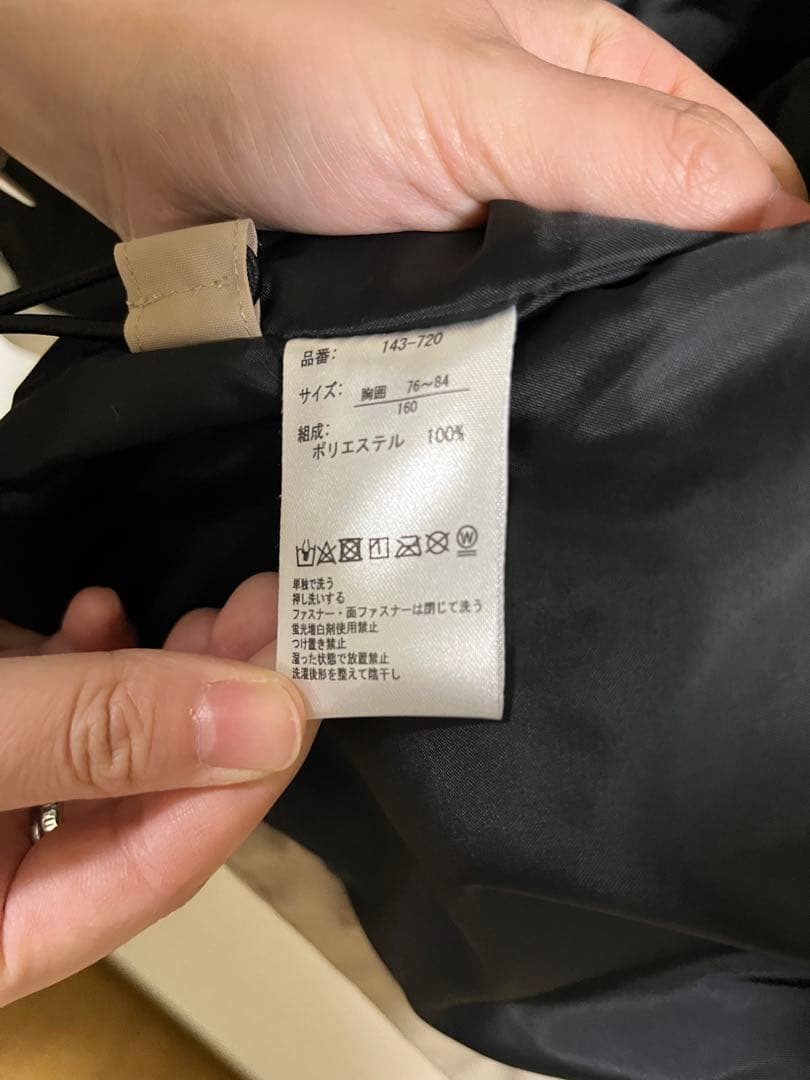 品番: 143-720
サイズ: 胸囲 76~84
160
組成:
ポリエステル 100%
W
単独で洗う
押し洗いする
ファスナー・面ファスナーは閉じて洗う
蛍光増白剤使用禁止
つけ置き禁止
湿った状態で放置禁止
洗濯後形を整えて陰干し